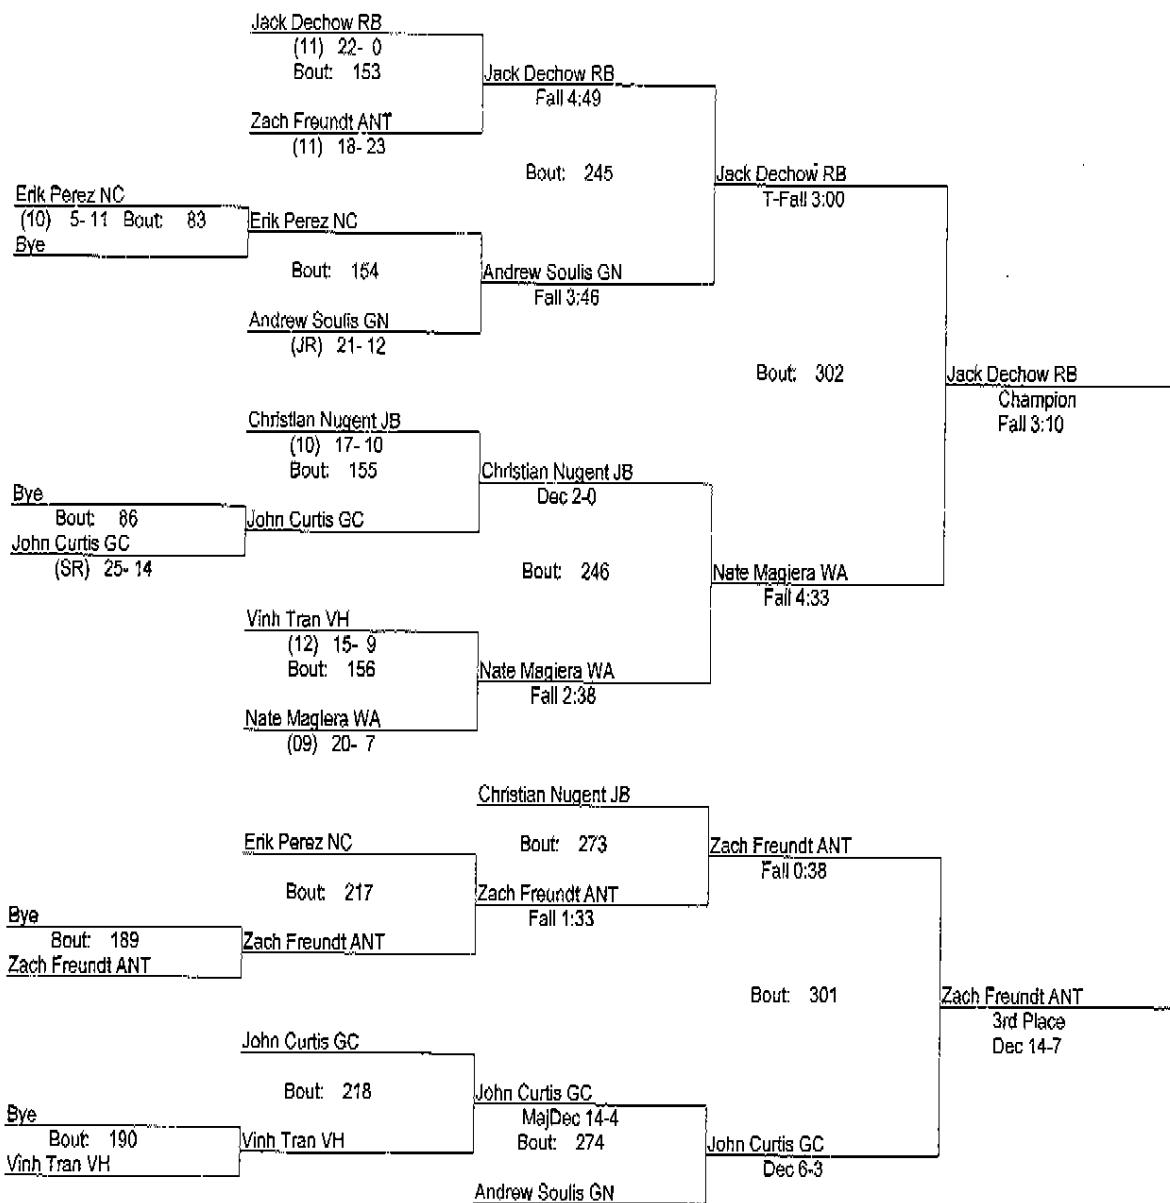 Jack Dechow RB
(11) 22- 0
Bout: 153
Jack Dechow RB
Fall 4:49
Zach Freundt ANT
(11) 18- 23
Bout: 245
Jack Dechow RB
T-Fall 3:00
Erik Perez NC
(10) 5- 11 Bout: 83
Erik Perez NC
Bye
Bout: 154
Andrew Soulis GN
Fall 3:46
Andrew Soulis GN
(JR) 21- 12
Bout: 302
Jack Dechow RB
Champion
Fall 3:10
Christian Nugent JB
(10) 17- 10
Bout: 155
Christian Nugent JB
Dec 2-0
Bye
Bout: 86
John Curtis GC
John Curtis GC
(SR) 25- 14
Bout: 246
Nate Magiera WA
Fall 4:33
Vinh Tran VH
(12) 15- 9
Bout: 156
Nate Magiera WA
Fall 2:38
Nate Magiera WA
(09) 20- 7
Christian Nugent JB
Bout: 273
Zach Freundt ANT
Fall 0:38
Erik Perez NC
Bout: 217
Zach Freundt ANT
Fall 1:33
Bye
Bout: 189
Zach Freundt ANT
Zach Freundt ANT
Bout: 301
Zach Freundt ANT
3rd Place
Dec 14-7
John Curtis GC
Bout: 218
John Curtis GC
MajDec 14-4
Bye
Bout: 190
Vinh Tran VH
Vinh Tran VH
Bout: 274
John Curtis GC
Dec 6-3
Andrew Soulis GN